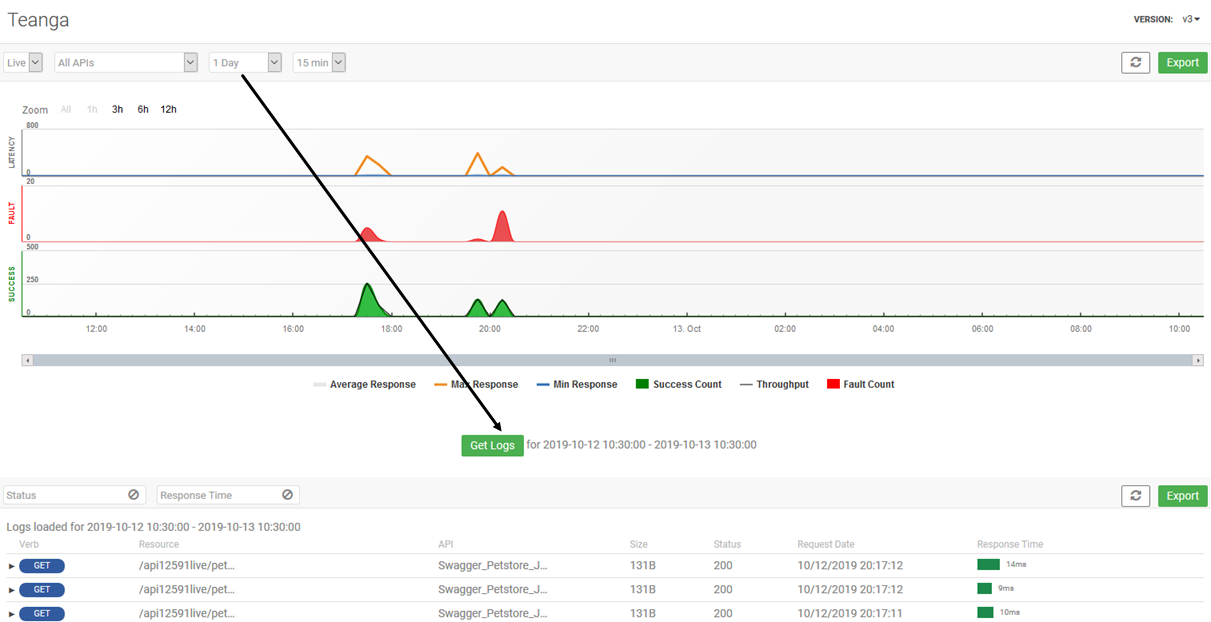 Teanga
VERSION: v3
Live All APIs 1 Day 15 min Export
Zoom All 1h 3h 6h 12h
800
LATENCY
0
20
FAULT
0
500
250
SUCCESS
0
12:00 14:00 16:00 18:00 20:00 22:00 13. Oct 02:00 04:00 06:00 08:00 10:00
Average Response Max Response Min Response Success Count Throughput Fault Count
Get Logs for 2019-10-12 10:30:00 - 2019-10-13 10:30:00
Status Response Time Export
Logs loaded for 2019-10-12 10:30:00 - 2019-10-13 10:30:00
Verb Resource API Size Status Request Date Response Time
GET /api12591live/pet... Swagger_Petstore_J... 131B 200 10/12/2019 20:17:12 14ms
GET /api12591live/pet... Swagger_Petstore_J... 131B 200 10/12/2019 20:17:12 9ms
GET /api12591live/pet... Swagger_Petstore_J... 131B 200 10/12/2019 20:17:11 10ms